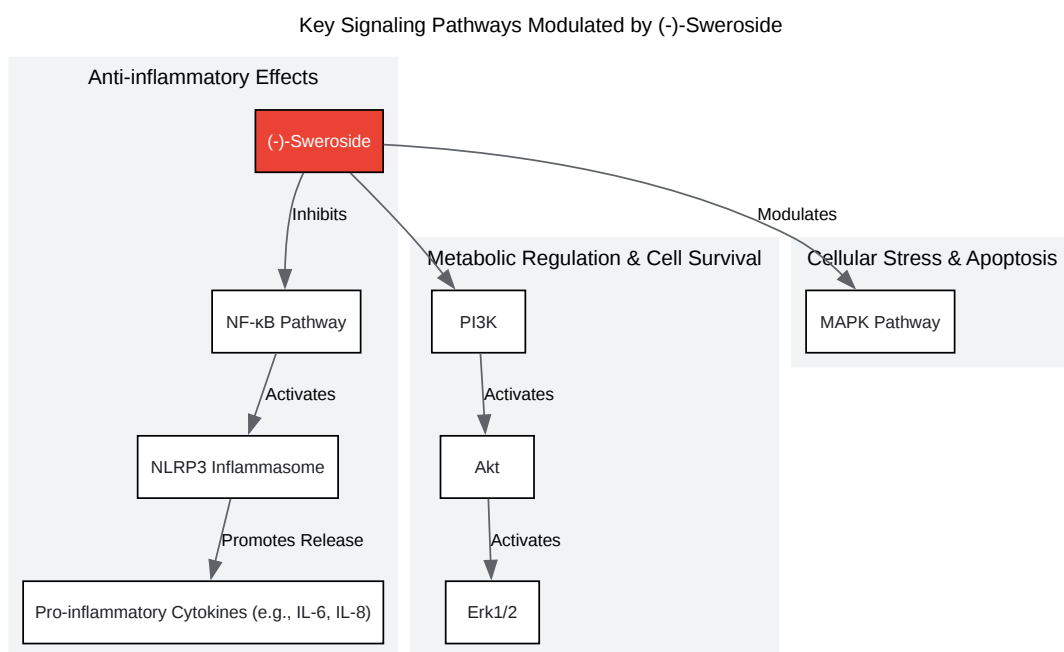 Key Signaling Pathways Modulated by (-)-Sweroside
Anti-inflammatory Effects
(-)-Sweroside
Inhibits
Modulates
Metabolic Regulation & Cell Survival
Cellular Stress & Apoptosis
NF-κB Pathway
PI3K
MAPK Pathway
Activates
Activates
NLRP3 Inflammasome
Akt
Promotes Release
Activates
Pro-inflammatory Cytokines (e.g., IL-6, IL-8)
Erk1/2